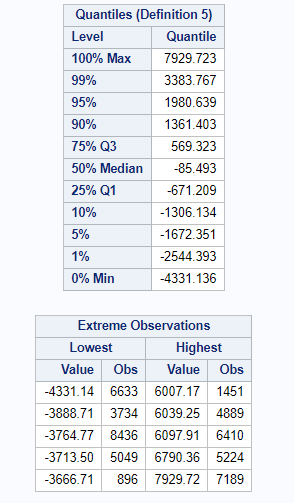 Quantiles (Definition 5)
Level Quantile
100% Max 7929.723
99% 3383.767
95% 1980.639
90% 1361.403
75% Q3 569.323
50% Median -85.493
25% Q1 -671.209
10% -1306.134
5% -1672.351
1% -2544.393
0% Min -4331.136
Extreme Observations
Lowest Highest
Value Obs Value Obs
-4331.14 6633 6007.17 1451
-3888.71 3734 6039.25 4889
-3764.77 8436 6097.91 6410
-3713.50 5049 6790.36 5224
-3666.71 896 7929.72 7189